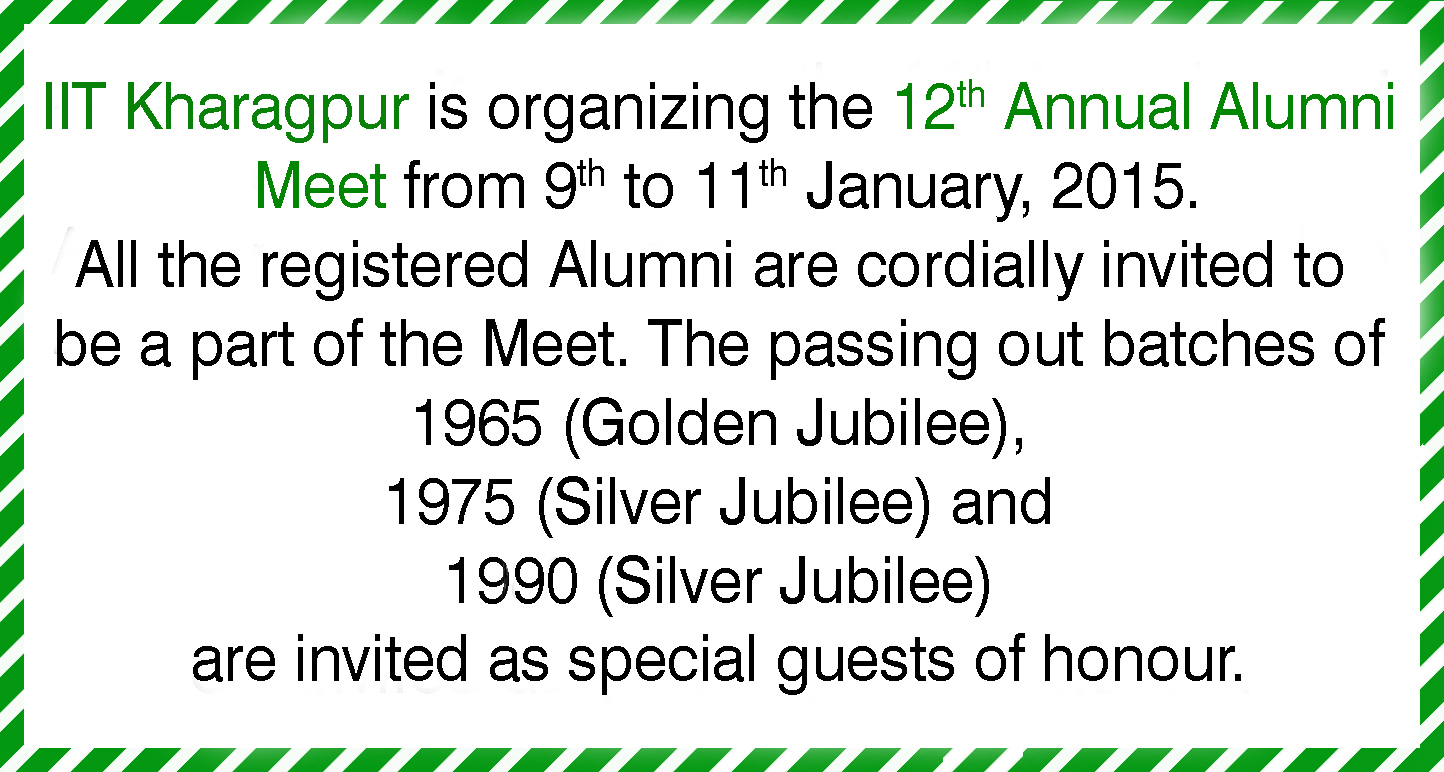 IIT Kharagpur is organizing the 12th Annual Alumni
Meet from 9th to 11th January, 2015.
All the registered Alumni are cordially invited to
be a part of the Meet. The passing out batches of
1965 (Golden Jubilee),
1975 (Silver Jubilee) and
1990 (Silver Jubilee)
are invited as special guests of honour.